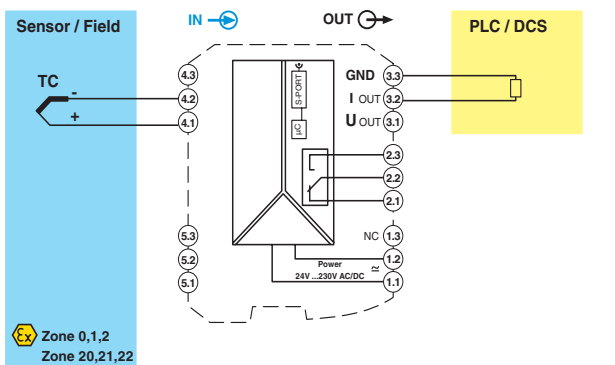 Sensor / Field
IN
OUT
PLC / DCS
TC
-
+
4.3
4.2
4.1
S-PORT
µC
GND 3.3
I OUT 3.2
U OUT 3.1
2.3
2.2
2.1
5.3
5.2
5.1
NC 1.3
1.2
1.1
Power
24V ...230V AC/DC
Ex Zone 0,1,2
Zone 20,21,22